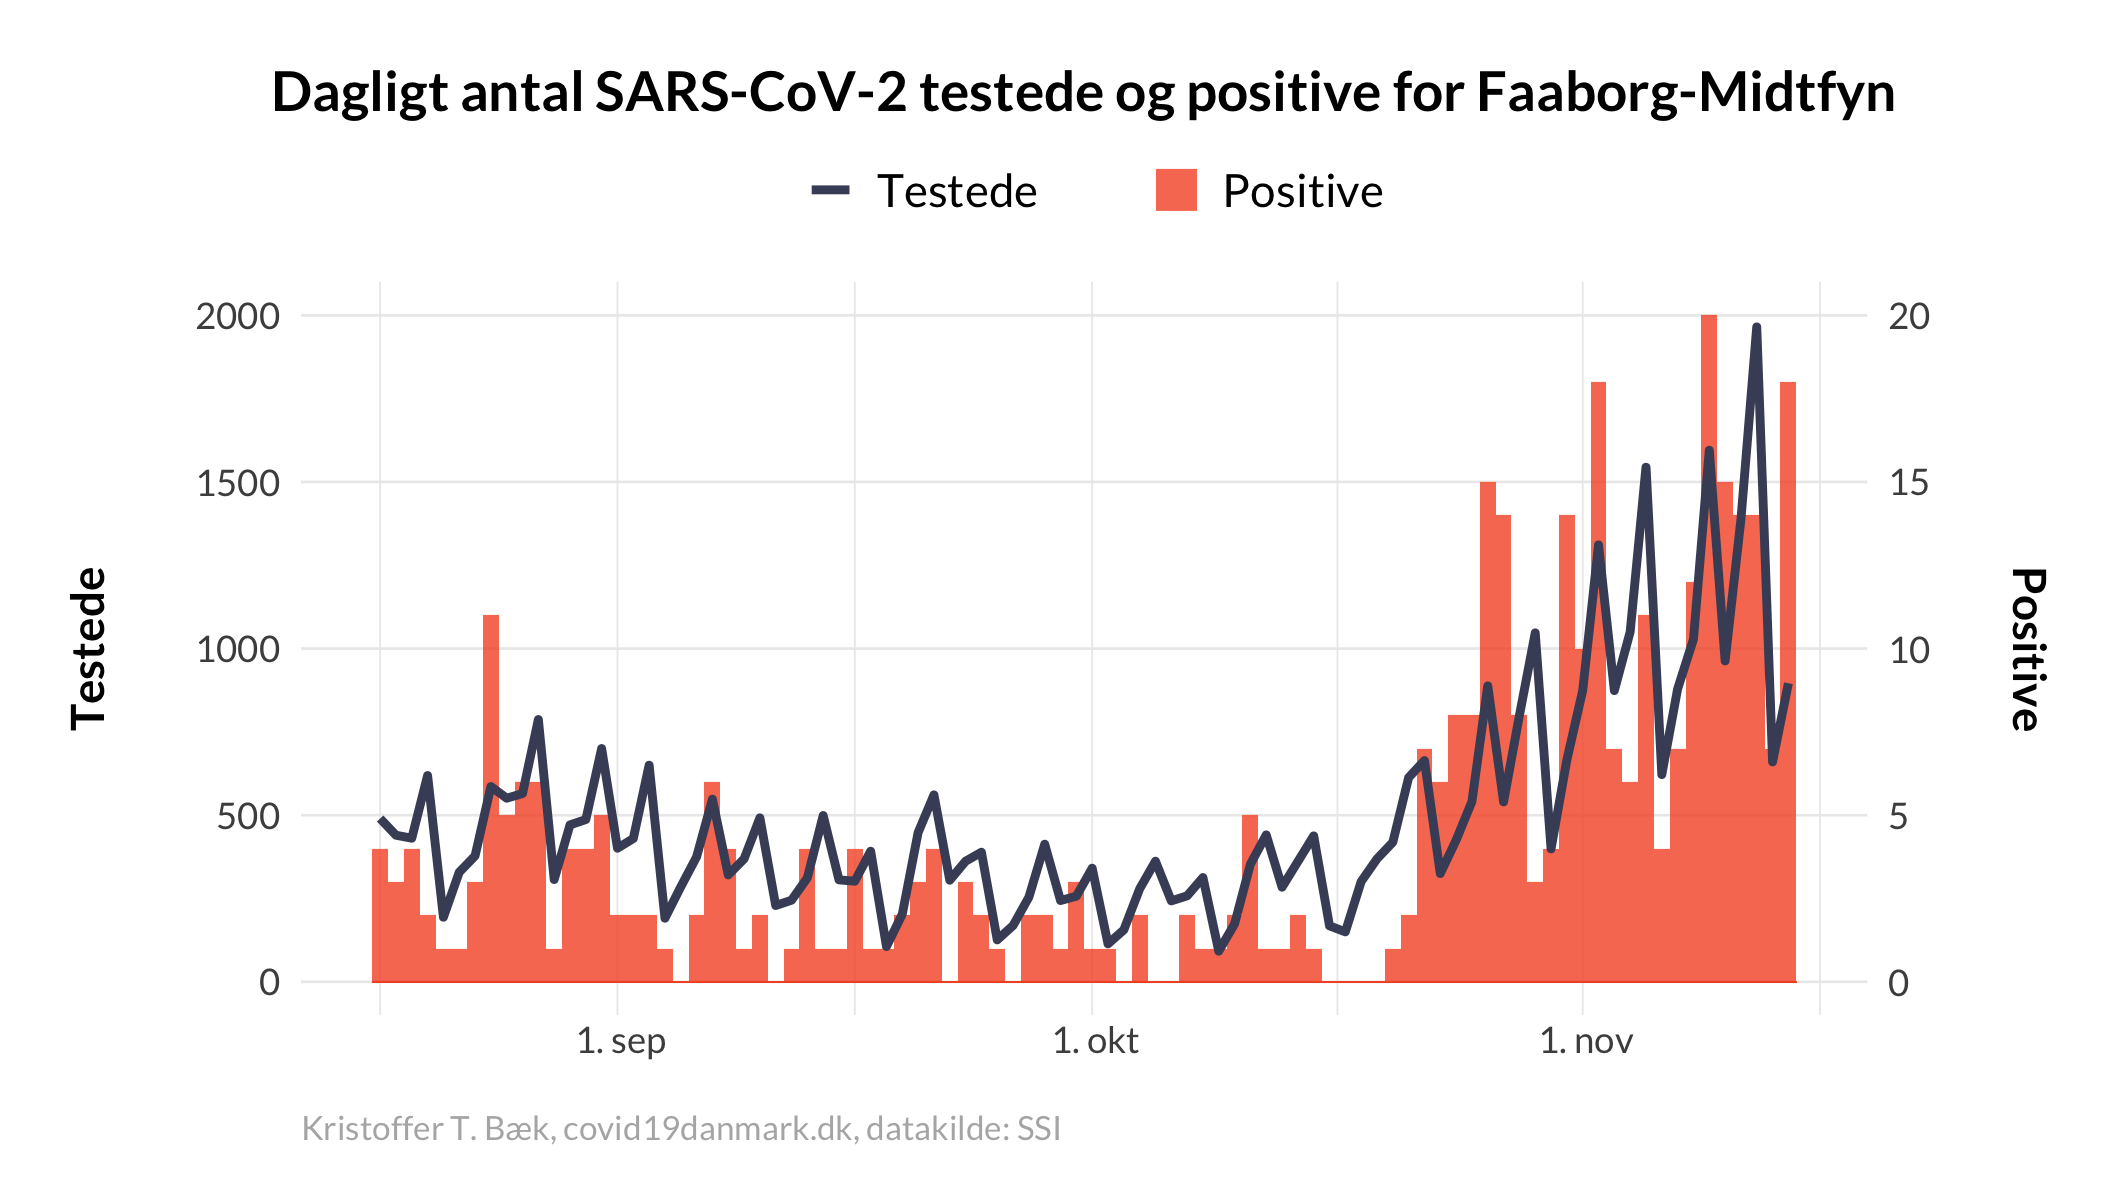 Dagligt antal SARS-CoV-2 testede og positive for Faaborg-Midtfyn
Testede Positive
2000 20
1500 15
1000 10
500 5
0 0
Testede
Positive
1. sep 1. okt 1. nov
Kristoffer T. Bæk, covid19danmark.dk, datakilde: SSI